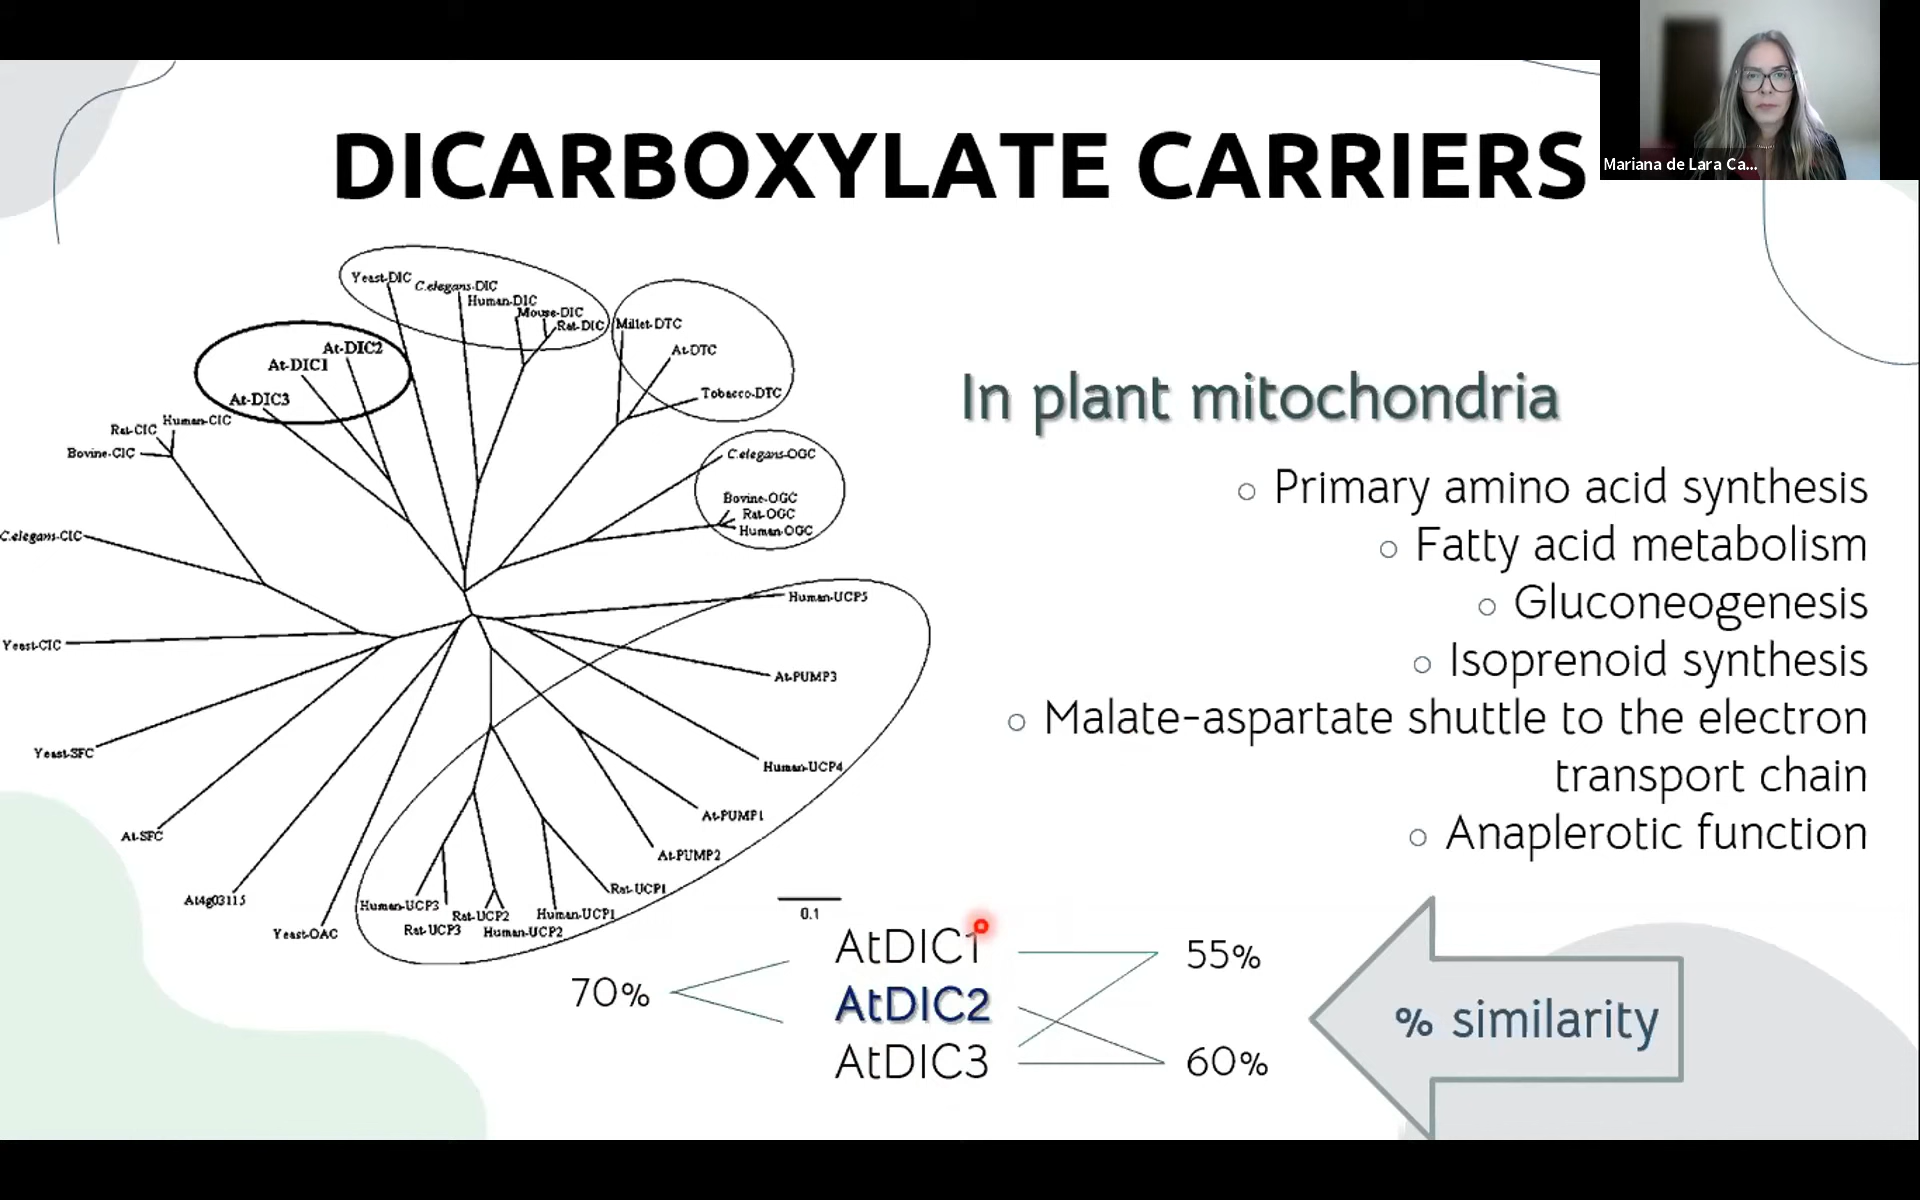 Mariana de Lara Ca...
DICARBOXYLATE CARRIERS
Yeast-DIC
C.elegans-DIC
Human-DIC
Mouse-DIC
Rat-DIC
Millet-DTC
At-DTC
Tobacco-DTC
At-DIC2
At-DIC1
At-DIC3
Human-CIC
Rat-CIC
Bovine-CIC
C.elegans-CIC
Yeast-CIC
Yeast-SFC
At-SFC
At4g03115
Yeast-OAC
C.elegans-OGC
Bovine-OGC
Rat-OGC
Human-OGC
Human-UCP5
At-PUMP3
Human-UCP4
At-PUMP1
At-PUMP2
Rat-UCP1
Human-UCP1
Human-UCP2
Rat-UCP2
Rat-UCP3
Human-UCP3
0.1
In plant mitochondria
○ Primary amino acid synthesis
○ Fatty acid metabolism
○ Gluconeogenesis
○ Isoprenoid synthesis
○ Malate-aspartate shuttle to the electron
transport chain
○ Anaplerotic function
70%
AtDIC1
AtDIC2
AtDIC3
55%
60%
% similarity